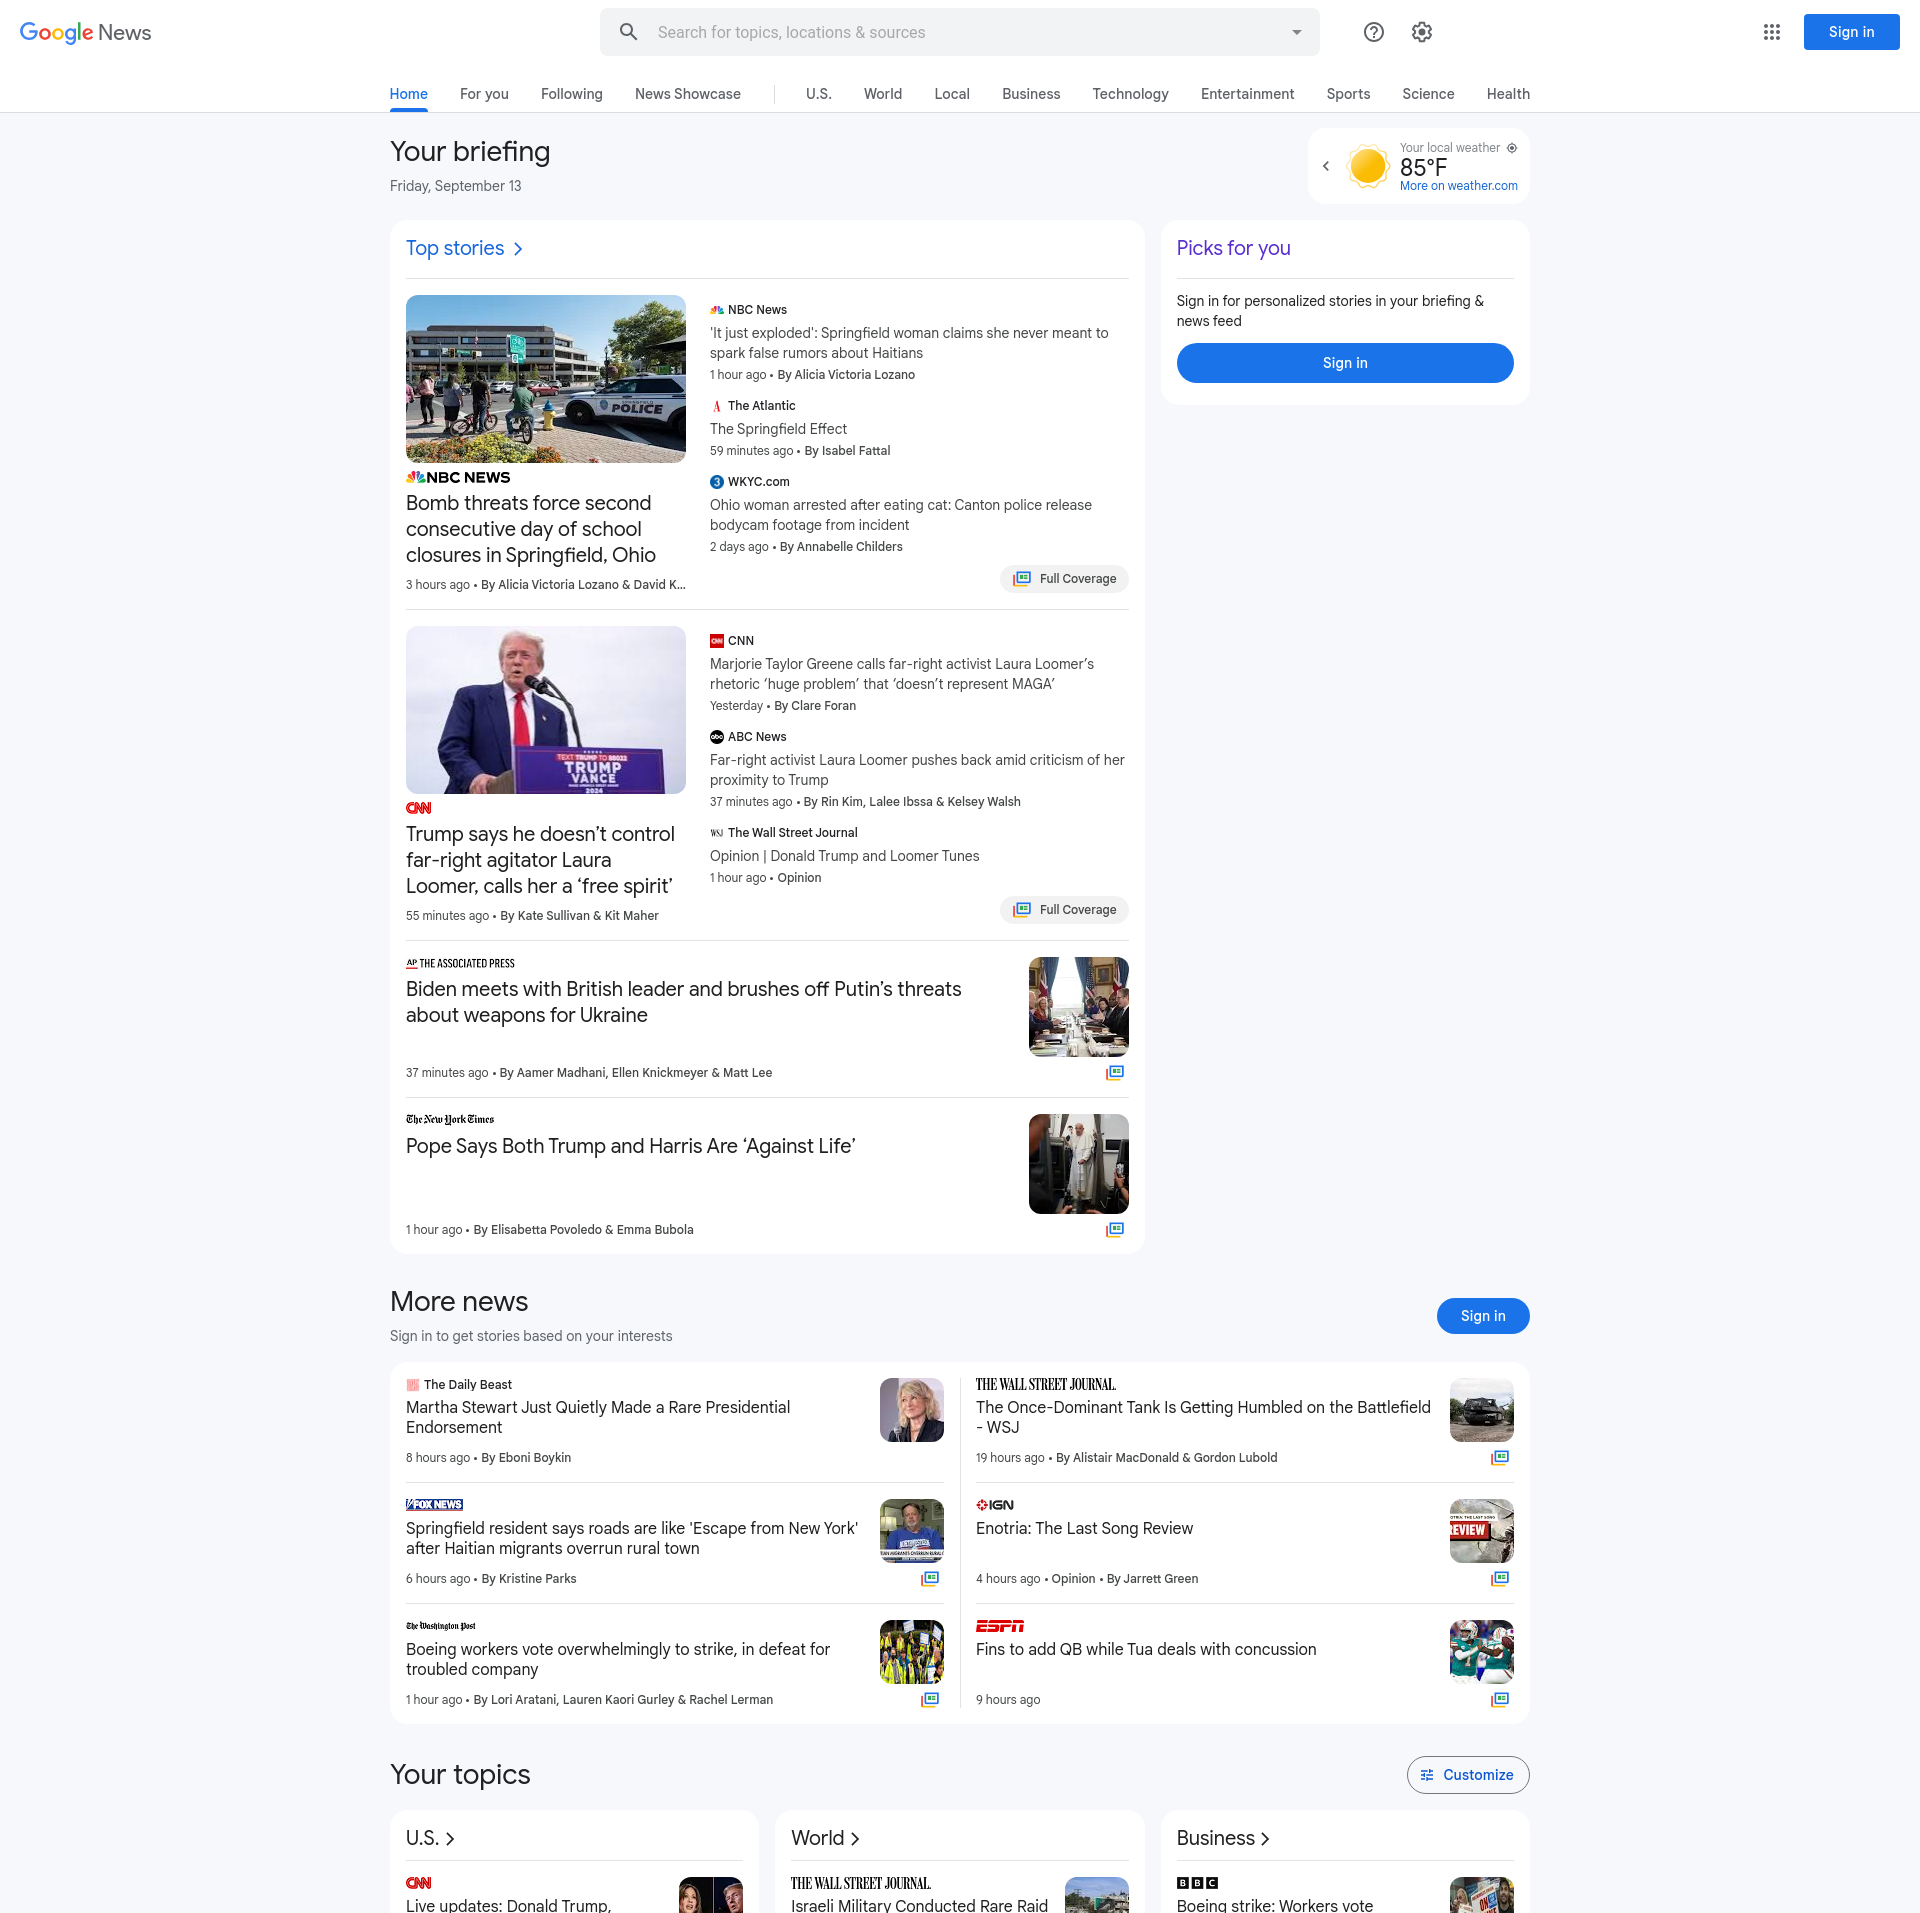 Google News
Search for topics, locations & sources
Sign in
Home
For you
Following
News Showcase
U.S.
World
Local
Business
Technology
Entertainment
Sports
Science
Health
Your briefing
Friday, September 13
Your local weather
85°F
More on weather.com
Top stories
POLICE
NBC NEWS
Bomb threats force second
consecutive day of school
closures in Springfield, Ohio
3 hours ago • By Alicia Victoria Lozano & David K...
NBC News
'It just exploded': Springfield woman claims she never meant to
spark false rumors about Haitians
1 hour ago • By Alicia Victoria Lozano
The Atlantic
The Springfield Effect
59 minutes ago • By Isabel Fattal
WKYC.com
Ohio woman arrested after eating cat: Canton police release
bodycam footage from incident
2 days ago • By Annabelle Childers
Full Coverage
TEXT TRUMP TO 88022
TRUMP
VANCE
2024
CNN
Trump says he doesn’t control
far-right agitator Laura
Loomer, calls her a ‘free spirit’
55 minutes ago • By Kate Sullivan & Kit Maher
CNN
Marjorie Taylor Greene calls far-right activist Laura Loomer’s
rhetoric ‘huge problem’ that ‘doesn’t represent MAGA’
Yesterday • By Clare Foran
abc ABC News
Far-right activist Laura Loomer pushes back amid criticism of her
proximity to Trump
37 minutes ago • By Rin Kim, Lalee Ibssa & Kelsey Walsh
WSJ The Wall Street Journal
Opinion | Donald Trump and Loomer Tunes
1 hour ago • Opinion
Full Coverage
AP THE ASSOCIATED PRESS
Biden meets with British leader and brushes off Putin’s threats
about weapons for Ukraine
37 minutes ago • By Aamer Madhani, Ellen Knickmeyer & Matt Lee
The New York Times
Pope Says Both Trump and Harris Are ‘Against Life’
1 hour ago • By Elisabetta Povoledo & Emma Bubola
Picks for you
Sign in for personalized stories in your briefing &
news feed
Sign in
More news
Sign in to get stories based on your interests
Sign in
The Daily Beast
Martha Stewart Just Quietly Made a Rare Presidential
Endorsement
8 hours ago • By Eboni Boykin
FOX NEWS
Springfield resident says roads are like 'Escape from New York'
after Haitian migrants overrun rural town
6 hours ago • By Kristine Parks
The Washington Post
Boeing workers vote overwhelmingly to strike, in defeat for
troubled company
1 hour ago • By Lori Aratani, Lauren Kaori Gurley & Rachel Lerman
THE WALL STREET JOURNAL.
The Once-Dominant Tank Is Getting Humbled on the Battlefield
- WSJ
19 hours ago • By Alistair MacDonald & Gordon Lubold
IGN
Enotria: The Last Song Review
REVIEW
4 hours ago • Opinion • By Jarrett Green
ESPN
Fins to add QB while Tua deals with concussion
9 hours ago
Your topics
Customize
U.S.
CNN
Live updates: Donald Trump,
World
THE WALL STREET JOURNAL.
Israeli Military Conducted Rare Raid
Business
BBC
Boeing strike: Workers vote
ON